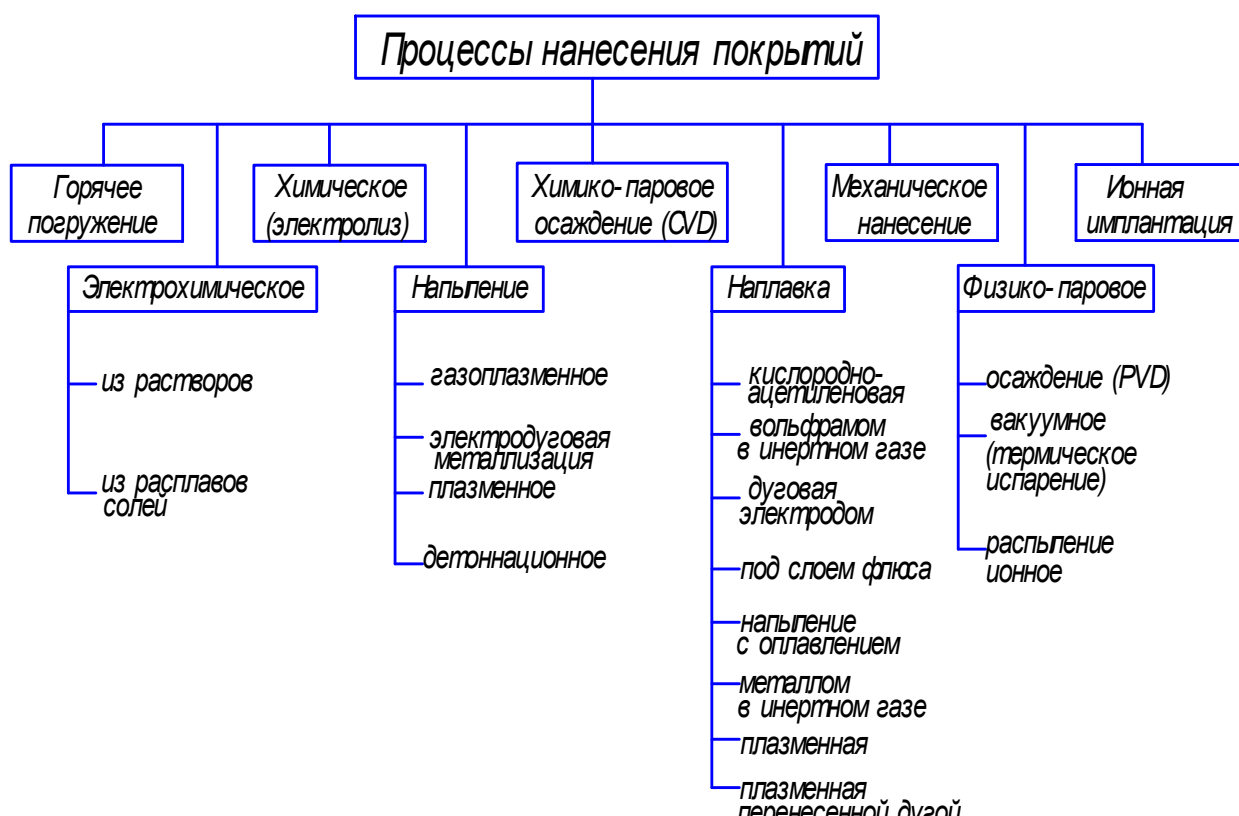 Процессы нанесения покрытий
Горячее
погружение
Химическое
(электролиз)
Химико-паровое
осаждение (CVD)
Механическое
нанесение
Ионная
имплантация
Электрохимическое
из растворов
из расплавов
солей
Напыление
газоплазменное
электродуговая
металлизация
плазменное
детоннационное
Наплавка
кислородно-
ацетиленовая
вольфрамом
в инертном газе
дуговая
электродом
под слоем флюса
напыление
с оплавлением
металлом
в инертном газе
плазменная
плазменная
перенесенной дугой
Физико-паровое
осаждение (PVD)
вакуумное
(термическое
испарение)
распыление
ионное